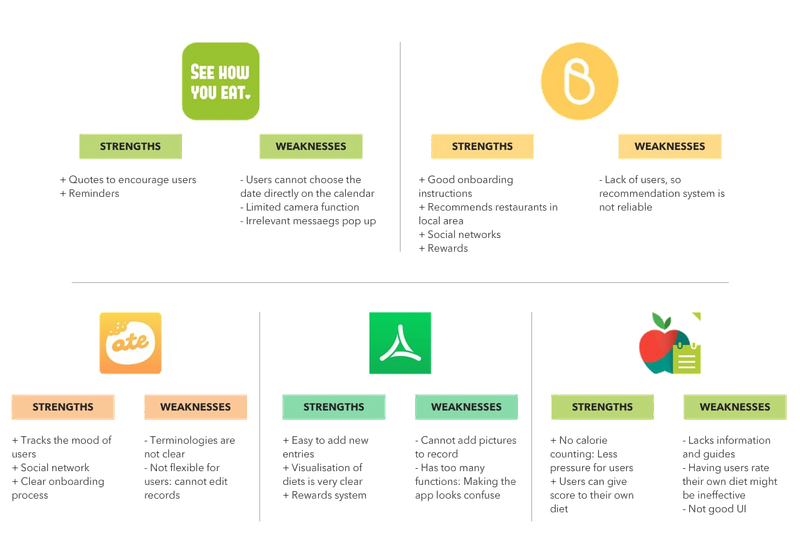 SEE HOW
YOU EAT.
B
STRENGTHS
WEAKNESSES
+ Quotes to encourage users
+ Reminders
- Users cannot choose the
date directly on the calendar
- Limited camera function
- Irrelevant messaegs pop up
STRENGTHS
WEAKNESSES
+ Good onboarding
instructions
+ Recommends restaurants in
local area
+ Social networks
+ Rewards
- Lack of users, so
recommendation system is
not reliable
ate
STRENGTHS
WEAKNESSES
+ Tracks the mood of
users
+ Social network
+ Clear onboarding
process
- Terminologies are
not clear
- Not flexible for
users: cannot edit
records
STRENGTHS
WEAKNESSES
+ Easy to add new
entries
+ Visualisation of
diets is very clear
+ Rewards system
- Cannot add pictures
to record
- Has too many
functions: Making the
app looks confuse
STRENGTHS
WEAKNESSES
+ No calorie
counting: Less
pressure for users
+ Users can give
score to their own
diet
- Lacks information
and guides
- Having users rate
their own diet might
be ineffective
- Not good UI